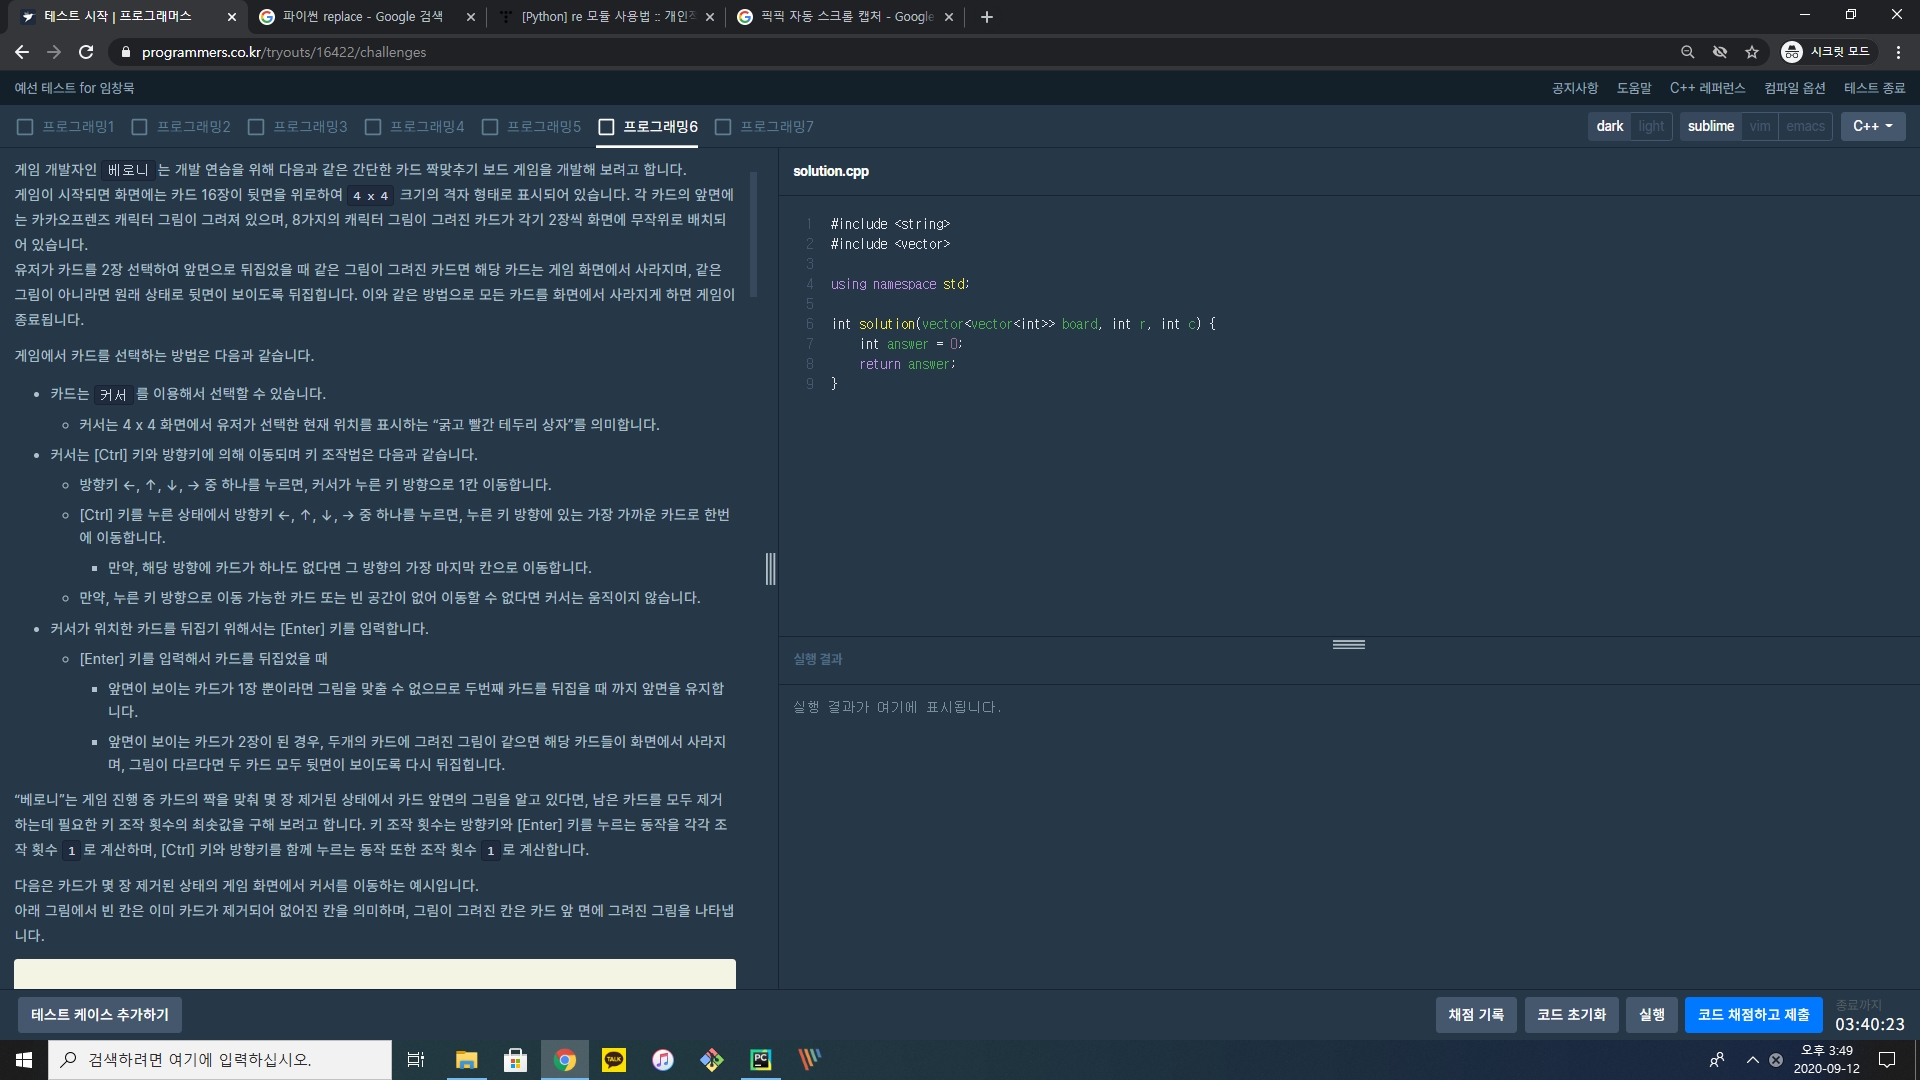 테스트 시작 | 프로그래머스
파이썬 replace - Google 검색
[Python] re 모듈 사용법 :: 개인적
픽픽 자동 스크롤 캡처 - Google
programmers.co.kr/tryouts/16422/challenges
시크릿 모드
예선 테스트 for 임창묵
공지사항 도움말 C++ 레퍼런스 컴파일 옵션 테스트 종료
프로그래밍1 프로그래밍2 프로그래밍3 프로그래밍4 프로그래밍5 프로그래밍6 프로그래밍7
dark light sublime vim emacs C++
게임 개발자인 베로니 는 개발 연습을 위해 다음과 같은 간단한 카드 짝맞추기 보드 게임을 개발해 보려고 합니다.
게임이 시작되면 화면에는 카드 16장이 뒷면을 위로하여 4 x 4 크기의 격자 형태로 표시되어 있습니다. 각 카드의 앞면에
는 카카오프렌즈 캐릭터 그림이 그려져 있으며, 8가지의 캐릭터 그림이 그려진 카드가 각기 2장씩 화면에 무작위로 배치되
어 있습니다.
유저가 카드를 2장 선택하여 앞면으로 뒤집었을 때 같은 그림이 그려진 카드면 해당 카드는 게임 화면에서 사라지며, 같은
그림이 아니라면 원래 상태로 뒷면이 보이도록 뒤집힙니다. 이와 같은 방법으로 모든 카드를 화면에서 사라지게 하면 게임이
종료됩니다.
게임에서 카드를 선택하는 방법은 다음과 같습니다.
• 카드는 커서 를 이용해서 선택할 수 있습니다.
◦ 커서는 4 x 4 화면에서 유저가 선택한 현재 위치를 표시하는 “굵고 빨간 테두리 상자”를 의미합니다.
• 커서는 [Ctrl] 키와 방향키에 의해 이동되며 키 조작법은 다음과 같습니다.
◦ 방향키 ←, ↑, ↓, → 중 하나를 누르면, 커서가 누른 키 방향으로 1칸 이동합니다.
◦ [Ctrl] 키를 누른 상태에서 방향키 ←, ↑, ↓, → 중 하나를 누르면, 누른 키 방향에 있는 가장 가까운 카드로 한번
에 이동합니다.
▪ 만약, 해당 방향에 카드가 하나도 없다면 그 방향의 가장 마지막 칸으로 이동합니다.
◦ 만약, 누른 키 방향으로 이동 가능한 카드 또는 빈 공간이 없어 이동할 수 없다면 커서는 움직이지 않습니다.
• 커서가 위치한 카드를 뒤집기 위해서는 [Enter] 키를 입력합니다.
◦ [Enter] 키를 입력해서 카드를 뒤집었을 때
▪ 앞면이 보이는 카드가 1장 뿐이라면 그림을 맞출 수 없으므로 두번째 카드를 뒤집을 때 까지 앞면을 유지합
니다.
▪ 앞면이 보이는 카드가 2장이 된 경우, 두개의 카드에 그려진 그림이 같으면 해당 카드들이 화면에서 사라지
며, 그림이 다르다면 두 카드 모두 뒷면이 보이도록 다시 뒤집힙니다.
“베로니”는 게임 진행 중 카드의 짝을 맞춰 몇 장 제거된 상태에서 카드 앞면의 그림을 알고 있다면, 남은 카드를 모두 제거
하는데 필요한 키 조작 횟수의 최솟값을 구해 보려고 합니다. 키 조작 횟수는 방향키와 [Enter] 키를 누르는 동작을 각각 조
작 횟수 1 로 계산하며, [Ctrl] 키와 방향키를 함께 누르는 동작 또한 조작 횟수 1 로 계산합니다.
다음은 카드가 몇 장 제거된 상태의 게임 화면에서 커서를 이동하는 예시입니다.
아래 그림에서 빈 칸은 이미 카드가 제거되어 없어진 칸을 의미하며, 그림이 그려진 칸은 카드 앞 면에 그려진 그림을 나타냅
니다.
solution.cpp
1 #include <string>
2 #include <vector>
3
4 using namespace std;
5
6 int solution(vector<vector<int>> board, int r, int c) {
7 int answer = 0;
8 return answer;
9 }
실행 결과
실행 결과가 여기에 표시됩니다.
테스트 케이스 추가하기
채점 기록 코드 초기화 실행 코드 채점하고 제출
종료까지
03:40:23
검색하려면 여기에 입력하십시오.
TALK
PC
오후 3:49
2020-09-12